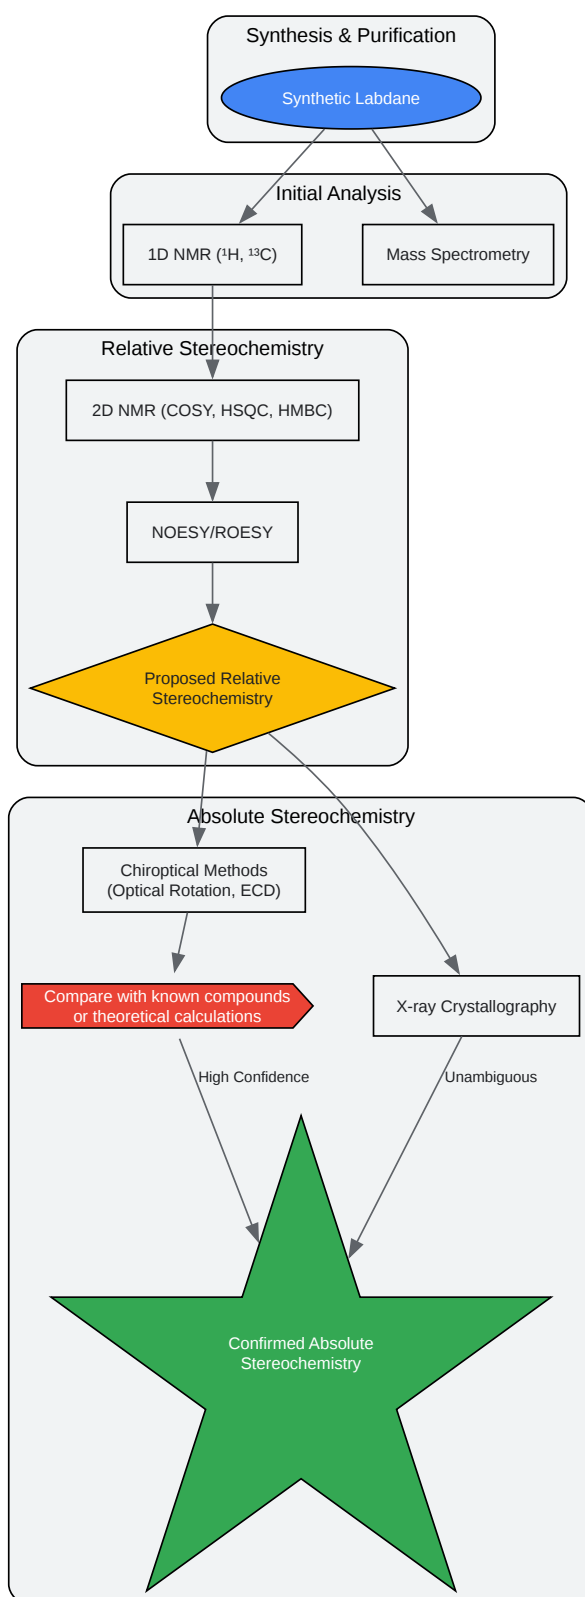 Synthesis & Purification
Synthetic Labdane
Initial Analysis
1D NMR (¹H, ¹³C)
Mass Spectrometry
Relative Stereochemistry
2D NMR (COSY, HSQC, HMBC)
NOESY/ROESY
Proposed Relative
Stereochemistry
Absolute Stereochemistry
Chiroptical Methods
(Optical Rotation, ECD)
Compare with known compounds
or theoretical calculations
X-ray Crystallography
High Confidence
Unambiguous
Confirmed Absolute
Stereochemistry